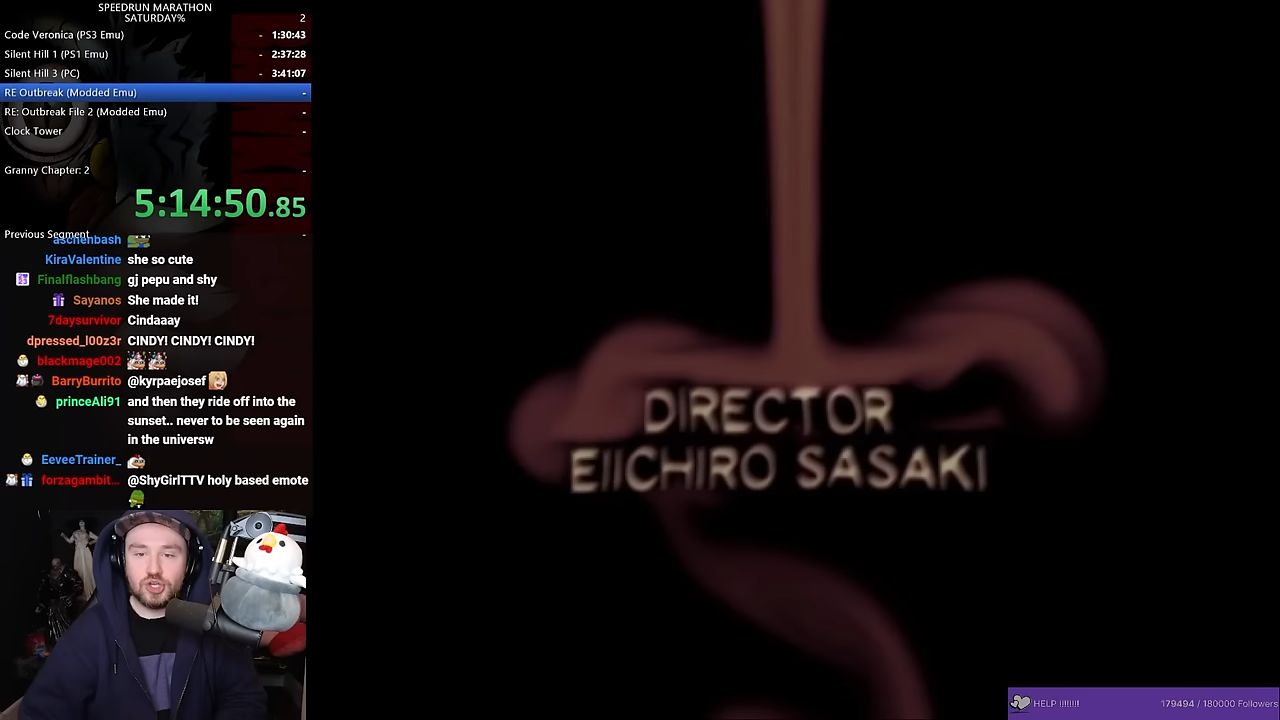 SPEEDRUN MARATHON
SATURDAY%
2
Code Veronica (PS3 Emu) - 1:30:43
Silent Hill 1 (PS1 Emu) - 2:37:28
Silent Hill 3 (PC) - 3:41:07
RE Outbreak (Modded Emu) -
RE: Outbreak File 2 (Modded Emu) -
Clock Tower -
Granny Chapter: 2 -
5:14:50.85
Previous Segment -
aschenbash
KiraValentine she so cute
Finalflashbang gj pepu and shy
Sayanos She made it!
7daysurvivor Cindaaay
dpressed_l00z3r CINDY! CINDY! CINDY!
blackmage002
BarryBurrito @kyrpaejosef
princeAli91 and then they ride off into the
sunset.. never to be seen again
in the universw
EeveeTrainer_
forzagambit... @ShyGirlTTV holy based emote
DIRECTOR
EIICHIRO SASAKI
HELP !!!!!!! 179494 / 180000 Followers